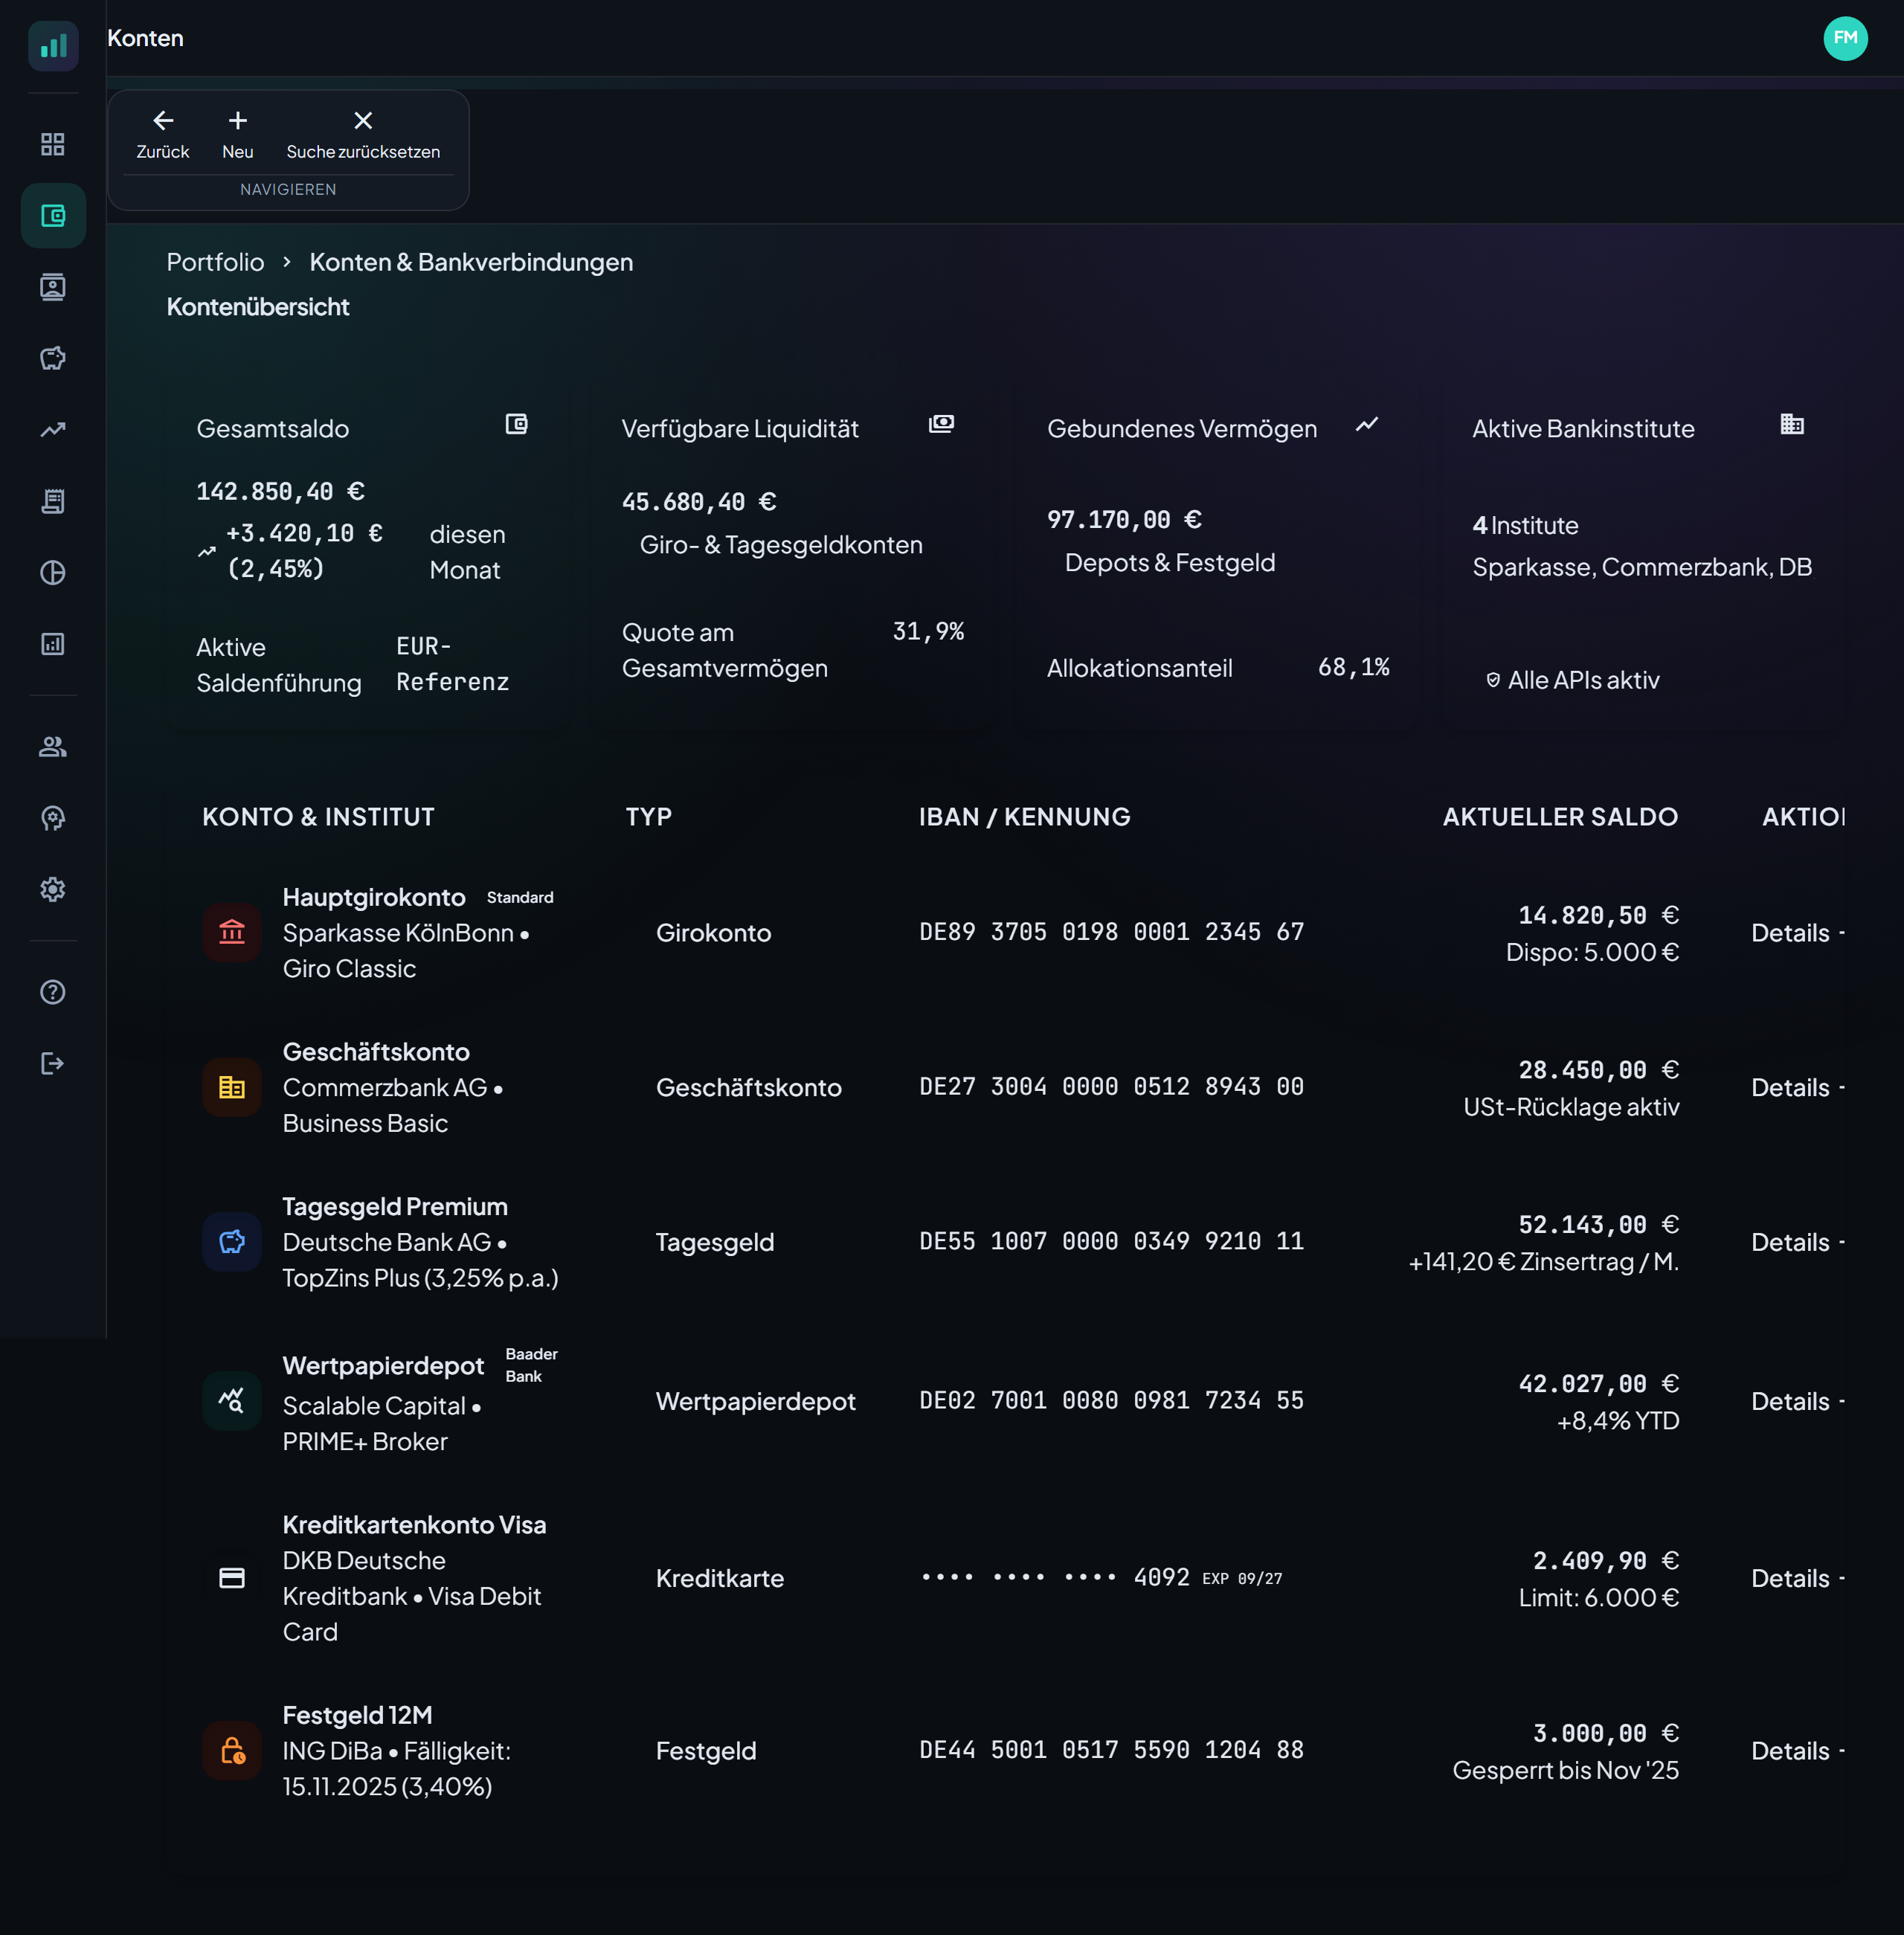 Konten
FM
Zurück
Neu
Suche zurücksetzen
NAVIGIEREN
Portfolio › Konten & Bankverbindungen
Kontenübersicht
Gesamtsaldo
142.850,40 €
+3.420,10 €
(2,45%)
diesen
Monat
Aktive
Saldenführung
EUR-
Referenz
Verfügbare Liquidität
45.680,40 €
Giro- & Tagesgeldkonten
Quote am
Gesamtvermögen
31,9%
Gebundenes Vermögen
97.170,00 €
Depots & Festgeld
Allokationsanteil
68,1%
Aktive Bankinstitute
4 Institute
Sparkasse, Commerzbank, DB
Alle APIs aktiv
KONTO & INSTITUT TYP IBAN / KENNUNG AKTUELLER SALDO AKTIO
Hauptgirokonto Standard
Sparkasse KölnBonn •
Giro Classic
Girokonto
DE89 3705 0198 0001 2345 67
14.820,50 €
Dispo: 5.000 €
Details
Geschäftskonto
Commerzbank AG •
Business Basic
Geschäftskonto
DE27 3004 0000 0512 8943 00
28.450,00 €
USt-Rücklage aktiv
Details
Tagesgeld Premium
Deutsche Bank AG •
TopZins Plus (3,25% p.a.)
Tagesgeld
DE55 1007 0000 0349 9210 11
52.143,00 €
+141,20 € Zinsertrag / M.
Details
Wertpapierdepot
Baader
Bank
Scalable Capital •
PRIME+ Broker
Wertpapierdepot
DE02 7001 0080 0981 7234 55
42.027,00 €
+8,4% YTD
Details
Kreditkartenkonto Visa
DKB Deutsche
Kreditbank • Visa Debit
Card
Kreditkarte
•••• •••• •••• 4092 EXP 09/27
2.409,90 €
Limit: 6.000 €
Details
Festgeld 12M
ING DiBa • Fälligkeit:
15.11.2025 (3,40%)
Festgeld
DE44 5001 0517 5590 1204 88
3.000,00 €
Gesperrt bis Nov '25
Details